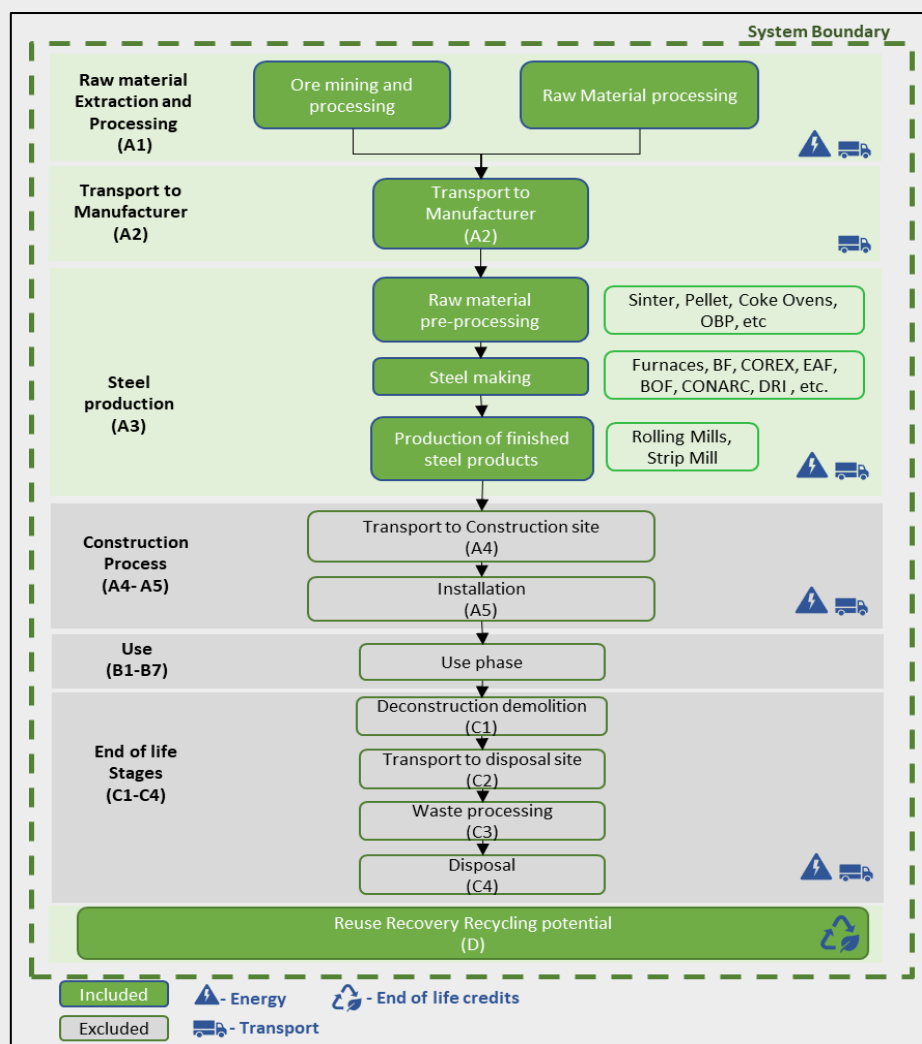 System Boundary
Raw material
Extraction and
Processing
(A1)
Ore mining and
processing
Raw Material processing
Transport to
Manufacturer
(A2)
Transport to
Manufacturer
(A2)
Steel
production
(A3)
Raw material
pre-processing
Sinter, Pellet, Coke Ovens,
OBP, etc
Steel making
Furnaces, BF, COREX, EAF,
BOF, CONARC, DRI , etc.
Production of finished
steel products
Rolling Mills,
Strip Mill
Construction
Process
(A4- A5)
Transport to Construction site
(A4)
Installation
(A5)
Use
(B1-B7)
Use phase
End of life
Stages
(C1-C4)
Deconstruction demolition
(C1)
Transport to disposal site
(C2)
Waste processing
(C3)
Disposal
(C4)
Reuse Recovery Recycling potential
(D)
Included
- Energy
- End of life credits
Excluded
- Transport